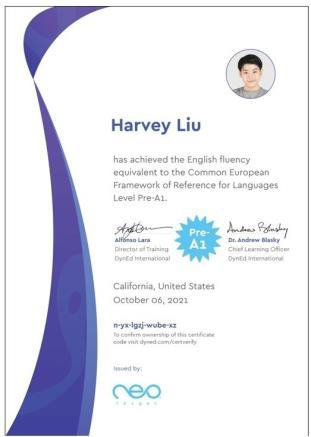 Harvey Liu
has achieved the English fluency
equivalent to the Common European
Framework of Reference for Languages
Level Pre-A1.
Alfonso Lara
Director of Training
DynEd International
Pre-
A1
Dr. Andrew Blasky
Chief Learning Officer
DynEd International
California, United States
October 06, 2021
n-yx-lgzj-wube-xz
To confirm ownership of this certificate
code visit dyned.com/certverify
Issued by:
neo